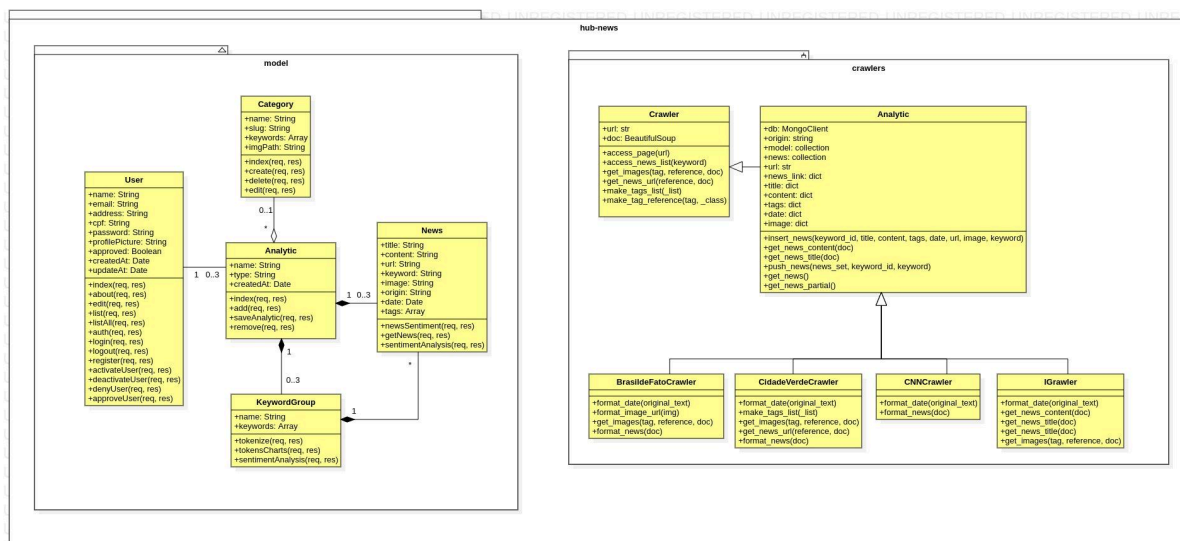 UNREGISTERED UNREGISTERED UNREGISTERED UNREGISTERED UNREGISTERED
hub-news
model
Category
+name: String
+slug: String
+keywords: Array
+imgPath: String
+index(req, res)
+create(req, res)
+delete(req, res)
+edit(req, res)
User
+name: String
+email: String
+address: String
+cpf: String
+password: String
+profilePicture: String
+approved: Boolean
+createdAt: Date
+updateAt: Date
+index(req, res)
+about(req, res)
+edit(req, res)
+list(req, res)
+listAll(req, res)
+auth(req, res)
+login(req, res)
+logout(req, res)
+register(req, res)
+activateUser(req, res)
+deactivateUser(req, res)
+denyUser(req, res)
+approveUser(req, res)
0..1
*
1 0..3
Analytic
+name: String
+type: String
+createdAt: Date
+index(req, res)
+add(req, res)
+saveAnalytic(req, res)
+remove(req, res)
1 0..3
News
+title: String
+content: String
+url: String
+keyword: String
+image: String
+origin: String
+date: Date
+tags: Array
+newsSentiment(req, res)
+getNews(req, res)
+sentimentAnalysis(req, res)
1
0..3
*
1
KeywordGroup
+name: String
+keywords: Array
+tokenize(req, res)
+tokensCharts(req, res)
+sentimentAnalysis(req, res)
crawlers
Crawler
+url: str
+doc: BeautifulSoup
+access_page(url)
+access_news_list(keyword)
+get_images(tag, reference, doc)
+get_news_url(reference, doc)
+make_tags_list(_list)
+make_tag_reference(tag, _class)
Analytic
+db: MongoClient
+origin: string
+model: collection
+news: collection
+url: str
+news_link: dict
+title: dict
+content: dict
+tags: dict
+date: dict
+image: dict
+insert_news(keyword_id, title, content, tags, date, url, image, keyword)
+get_news_content(doc)
+get_news_title(doc)
+push_news(news_set, keyword_id, keyword)
+get_news()
+get_news_partial()
BrasildeFatoCrawler
+format_date(original_text)
+format_image_url(img)
+get_images(tag, reference, doc)
+format_news(doc)
CidadeVerdeCrawler
+format_date(original_text)
+make_tags_list(_list)
+get_images(tag, reference, doc)
+get_news_url(reference, doc)
+format_news(doc)
CNNCrawler
+format_date(original_text)
+format_news(doc)
IGrawler
+format_date(original_text)
+get_news_content(doc)
+get_news_title(doc)
+get_news_title(doc)
+get_images(tag, reference, doc)